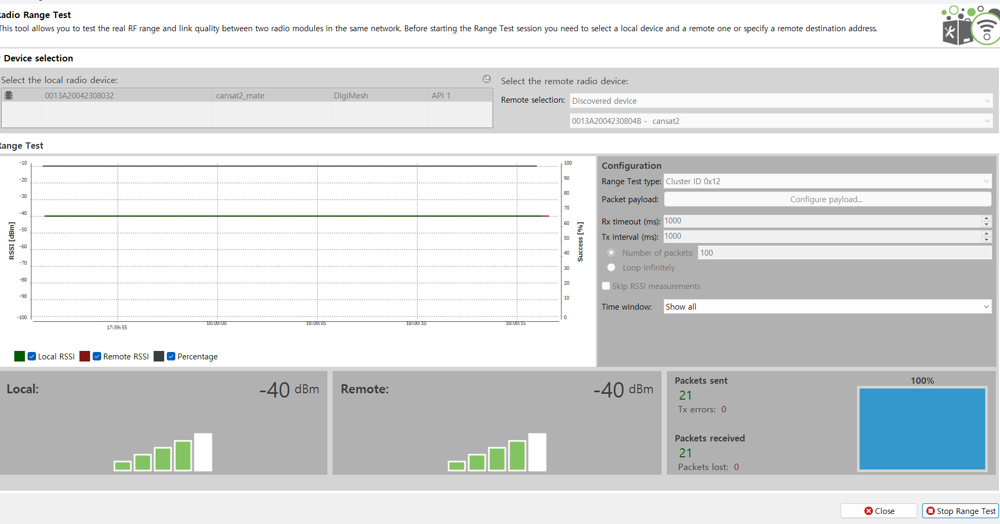 adio Range Test
This tool allows you to test the real RF range and link quality between two radio modules in the same network. Before starting the Range Test session you need to select a local device and a remote one or specify a remote destination address.
Device selection
Select the local radio device:
0013A20042308032 cansat2_mate DigiMesh API 1
Select the remote radio device:
Remote selection: Discovered device
0013A2004230804B - cansat2
Range Test
-10
-20
-30
-40
-50
-60
-70
-80
-90
-100
RSSI [dBm]
100
90
80
70
60
50
40
30
20
10
0
Success [%]
17:59:55 18:00:00 18:00:05 18:00:10 18:00:15
Local RSSI Remote RSSI Percentage
Configuration
Range Test type: Cluster ID 0x12
Packet payload: Configure payload...
Rx timeout (ms): 1000
Tx interval (ms): 1000
Number of packets: 100
Loop infinitely
Skip RSSI measurements
Time window: Show all
Local: -40 dBm
Remote: -40 dBm
Packets sent
21
Tx errors: 0
Packets received
21
Packets lost: 0
100%
Close Stop Range Test